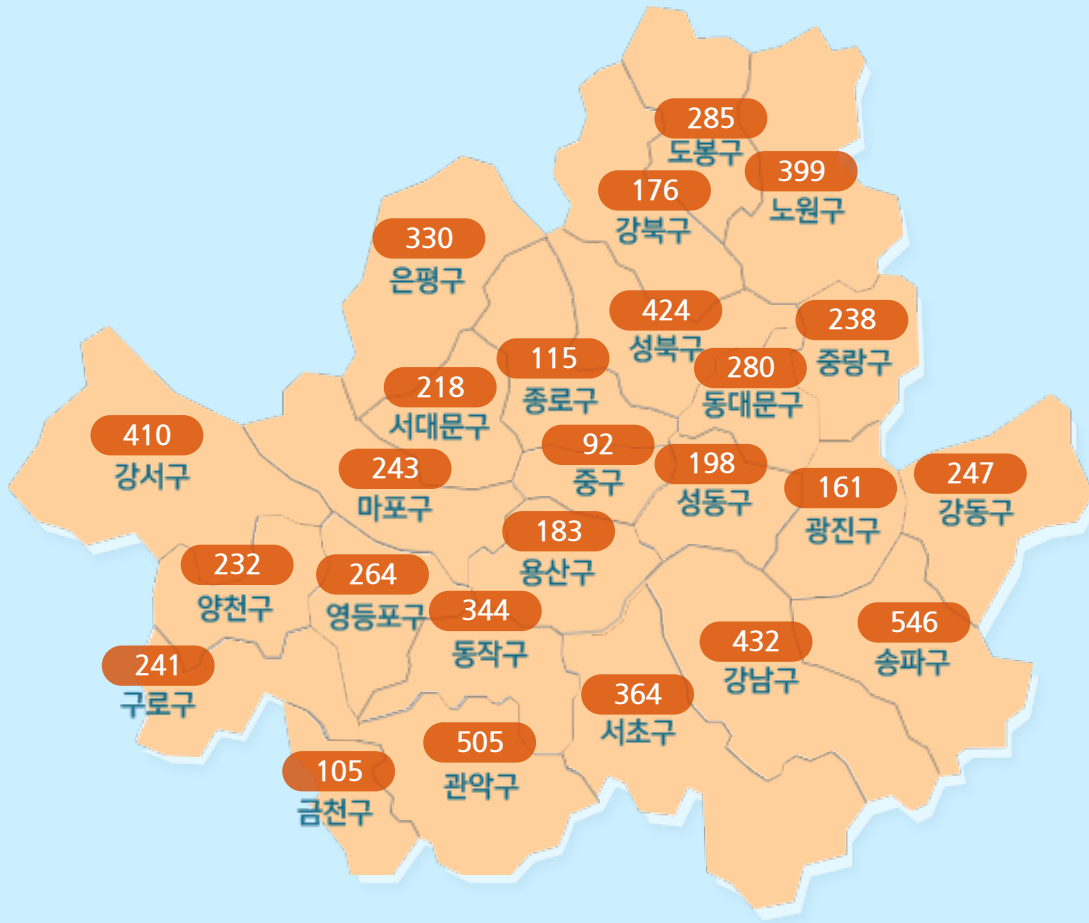 285
도봉구
399
노원구
176
강북구
330
은평구
424
성북구
238
중랑구
115
종로구
280
동대문구
218
서대문구
410
강서구
92
중구
243
마포구
198
성동구
161
광진구
247
강동구
183
용산구
232
양천구
264
영등포구
344
동작구
432
강남구
546
송파구
241
구로구
364
서초구
505
관악구
105
금천구